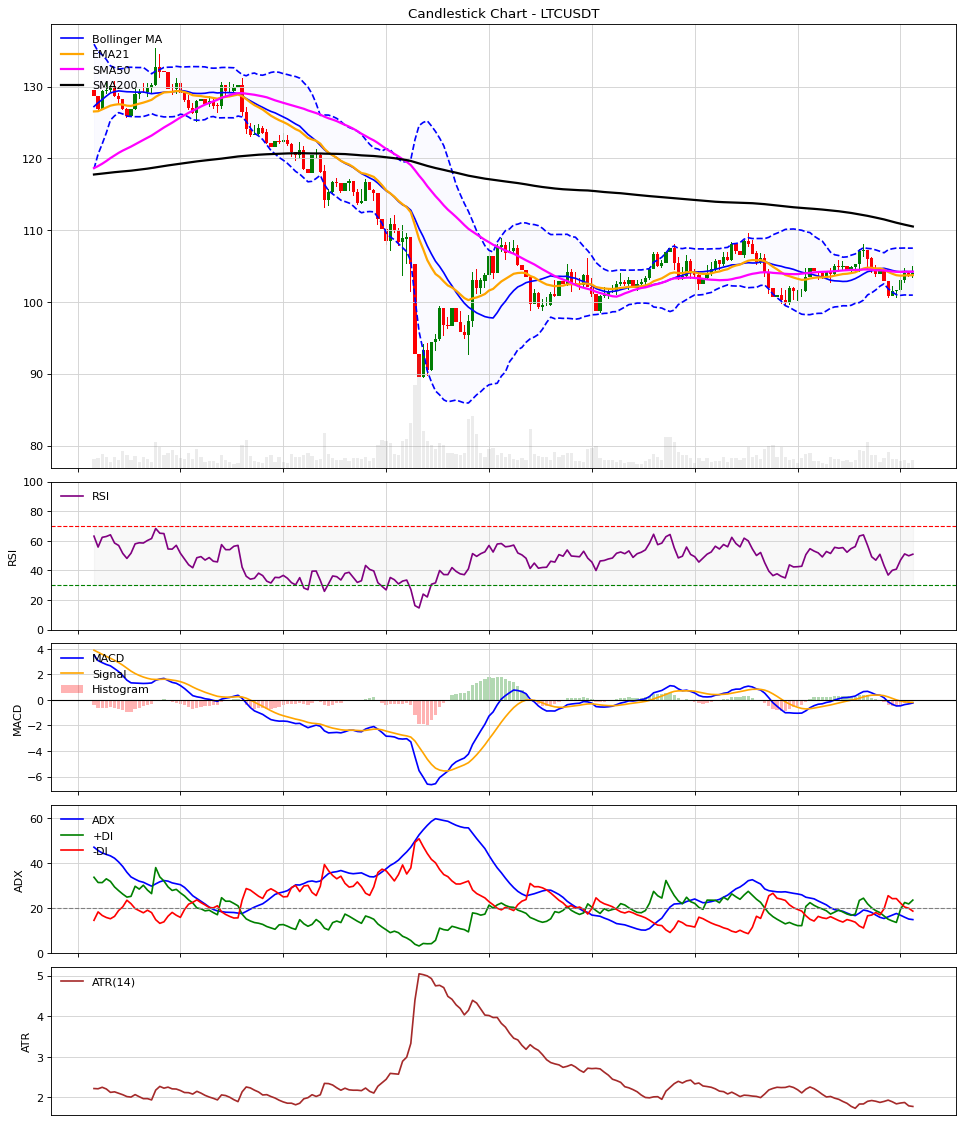 Candlestick Chart - LTCUSDT
Bollinger MA
EMA21
SMA50
SMA200
130
120
110
100
90
80
RSI
100
80
60
40
20
0
RSI
MACD
Signal
Histogram
4
2
0
−2
−4
−6
MACD
ADX
+DI
-DI
60
40
20
0
ADX
ATR(14)
5
4
3
2
ATR